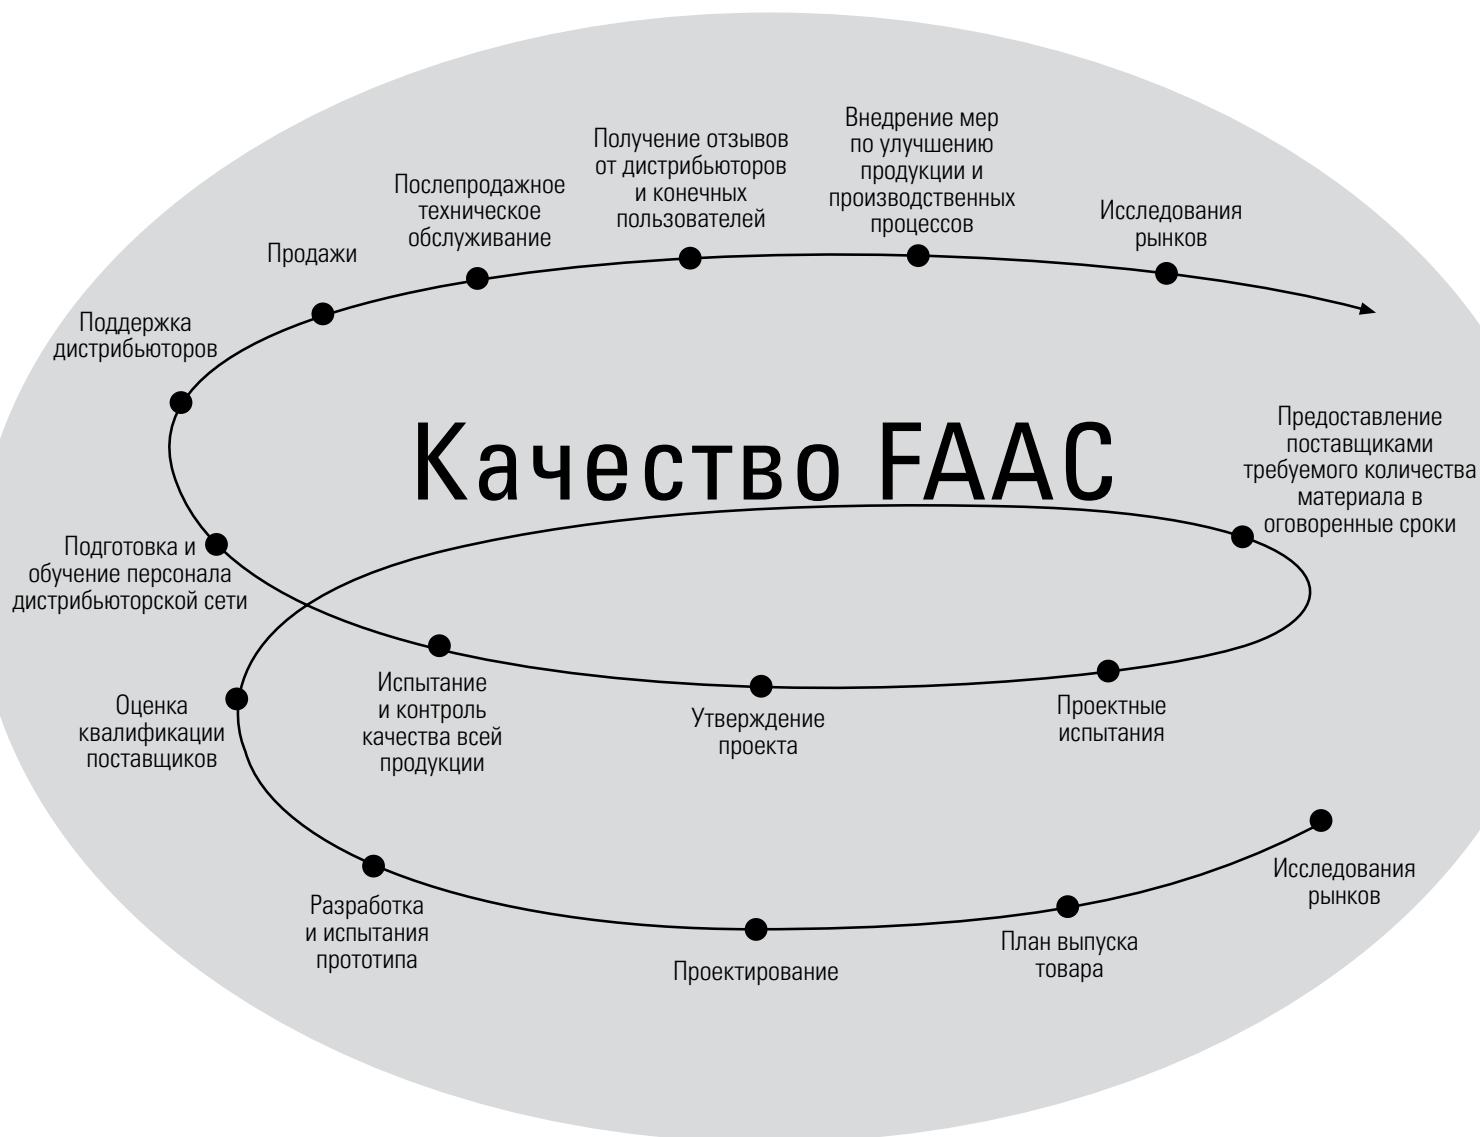 Внедрение мер
по улучшению
продукции и
производственных
процессов
Получение отзывов
от дистрибьюторов
и конечных
пользователей
Послепродажное
техническое
обслуживание
Исследования
рынков
Продажи
Поддержка
дистрибьюторов
Качество FAAC
Предоставление
поставщиками
требуемого количества
материала в
оговоренные сроки
Подготовка и
обучение персонала
дистрибьюторской сети
Испытание
и контроль
качества всей
продукции
Утверждение
проекта
Проектные
испытания
Оценка
квалификации
поставщиков
Исследования
рынков
Разработка
и испытания
прототипа
Проектирование
План выпуска
товара